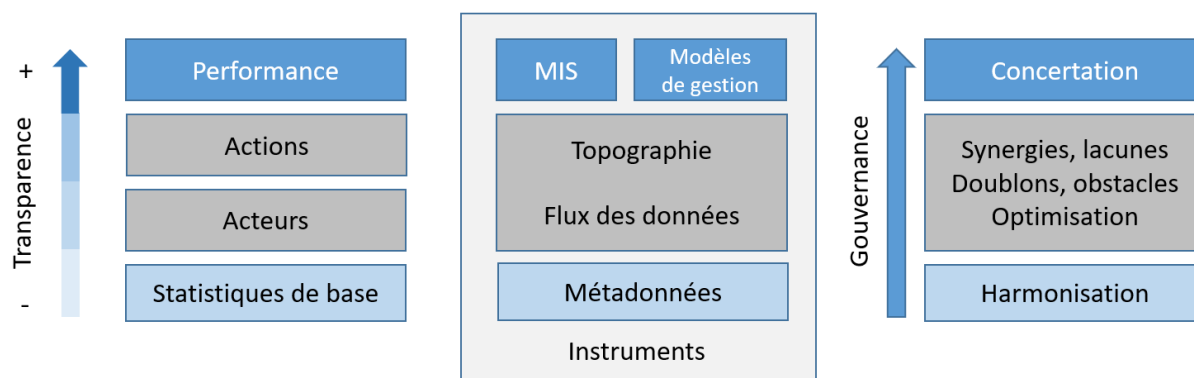 +
Transparence
-
Performance
Actions
Acteurs
Statistiques de base
MIS
Modèles
de gestion
Topographie
Flux des données
Métadonnées
Instruments
Gouvernance
Concertation
Synergies, lacunes
Doublons, obstacles
Optimisation
Harmonisation